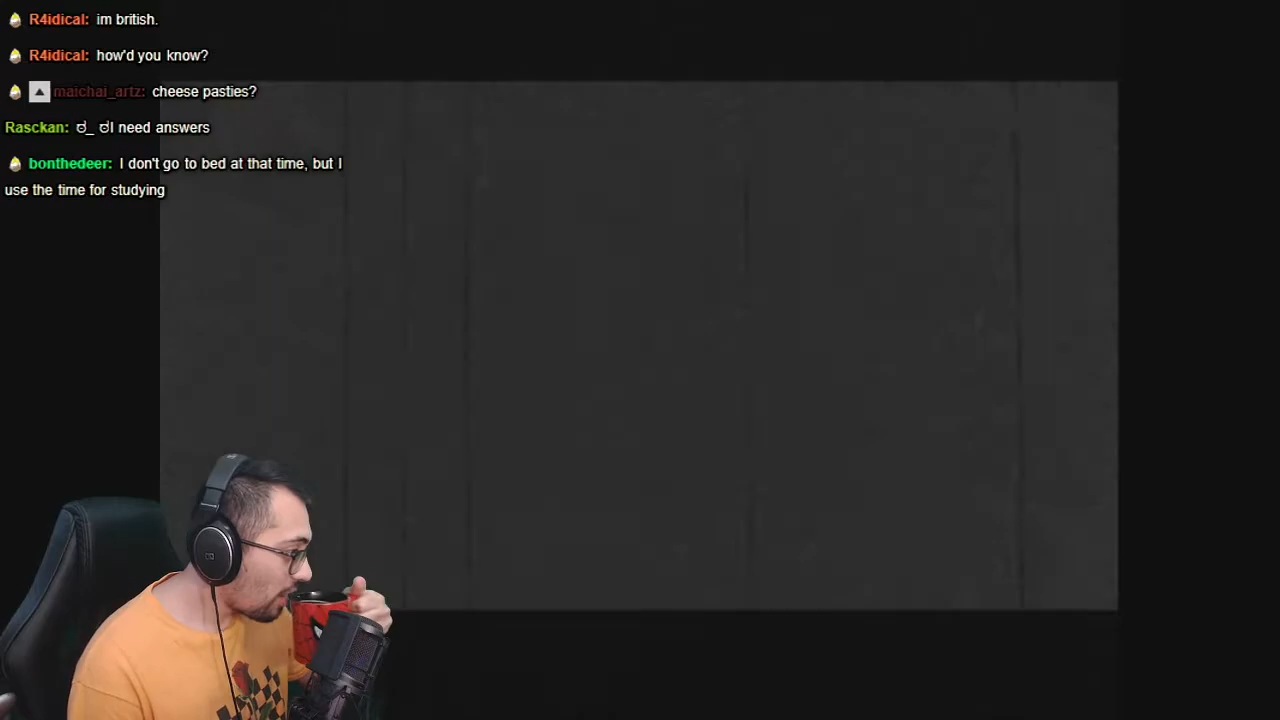 R4idical: im british.
R4idical: how'd you know?
maichai_artz: cheese pasties?
Rasckan: ಠ_ ಠI need answers
bonthedeer: I don't go to bed at that time, but I
use the time for studying